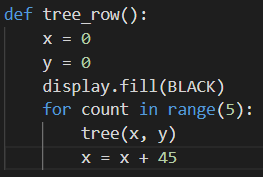 def tree_row():
    x = 0
    y = 0
    display.fill(BLACK)
    for count in range(5):
        tree(x, y)
        x = x + 45